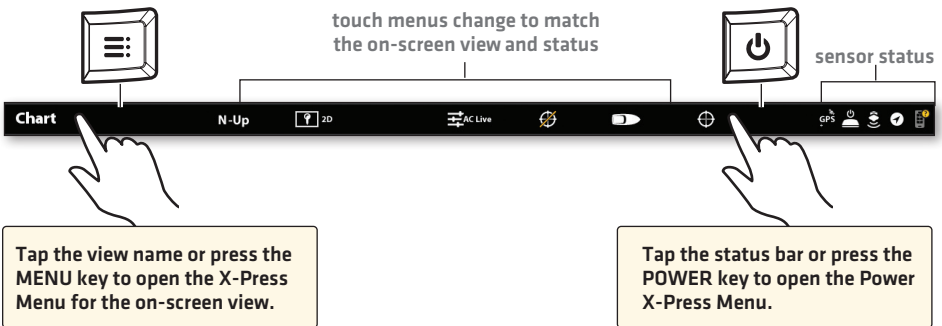 touch menus change to match
the on-screen view and status
sensor status
Chart
N-Up
2D
AC Live
GPS
?
Tap the view name or press the
MENU key to open the X-Press
Menu for the on-screen view.
Tap the status bar or press the
POWER key to open the Power
X-Press Menu.